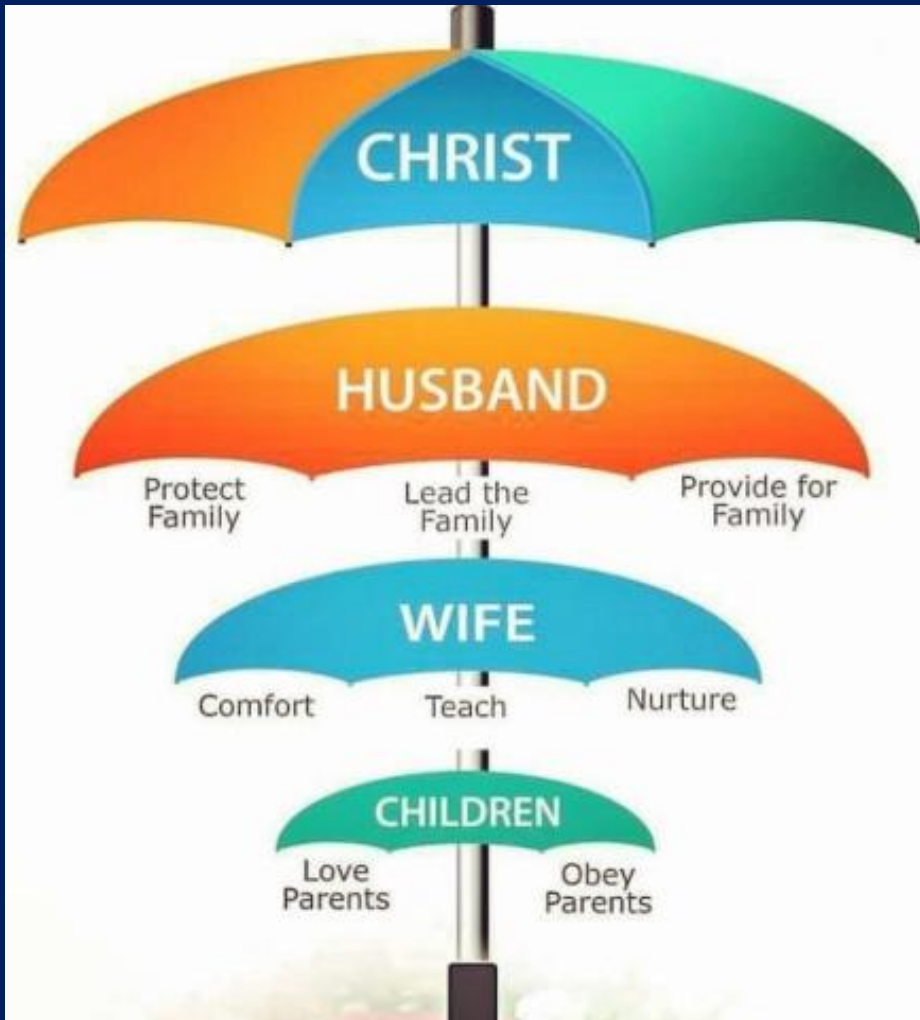 CHRIST
HUSBAND
Protect
Family
Lead the
Family
Provide for
Family
WIFE
Comfort
Teach
Nurture
CHILDREN
Love
Parents
Obey
Parents